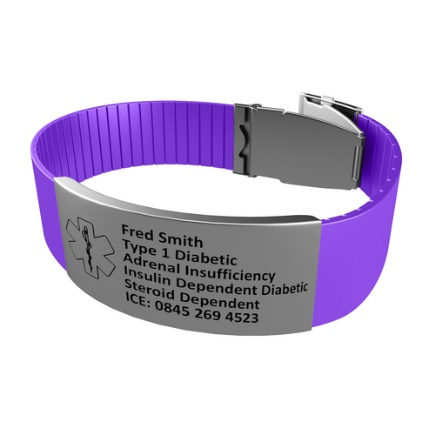 Fred Smith
Type 1 Diabetic
Adrenal Insufficiency
Insulin Dependent Diabetic
Steroid Dependent
ICE: 0845 269 4523